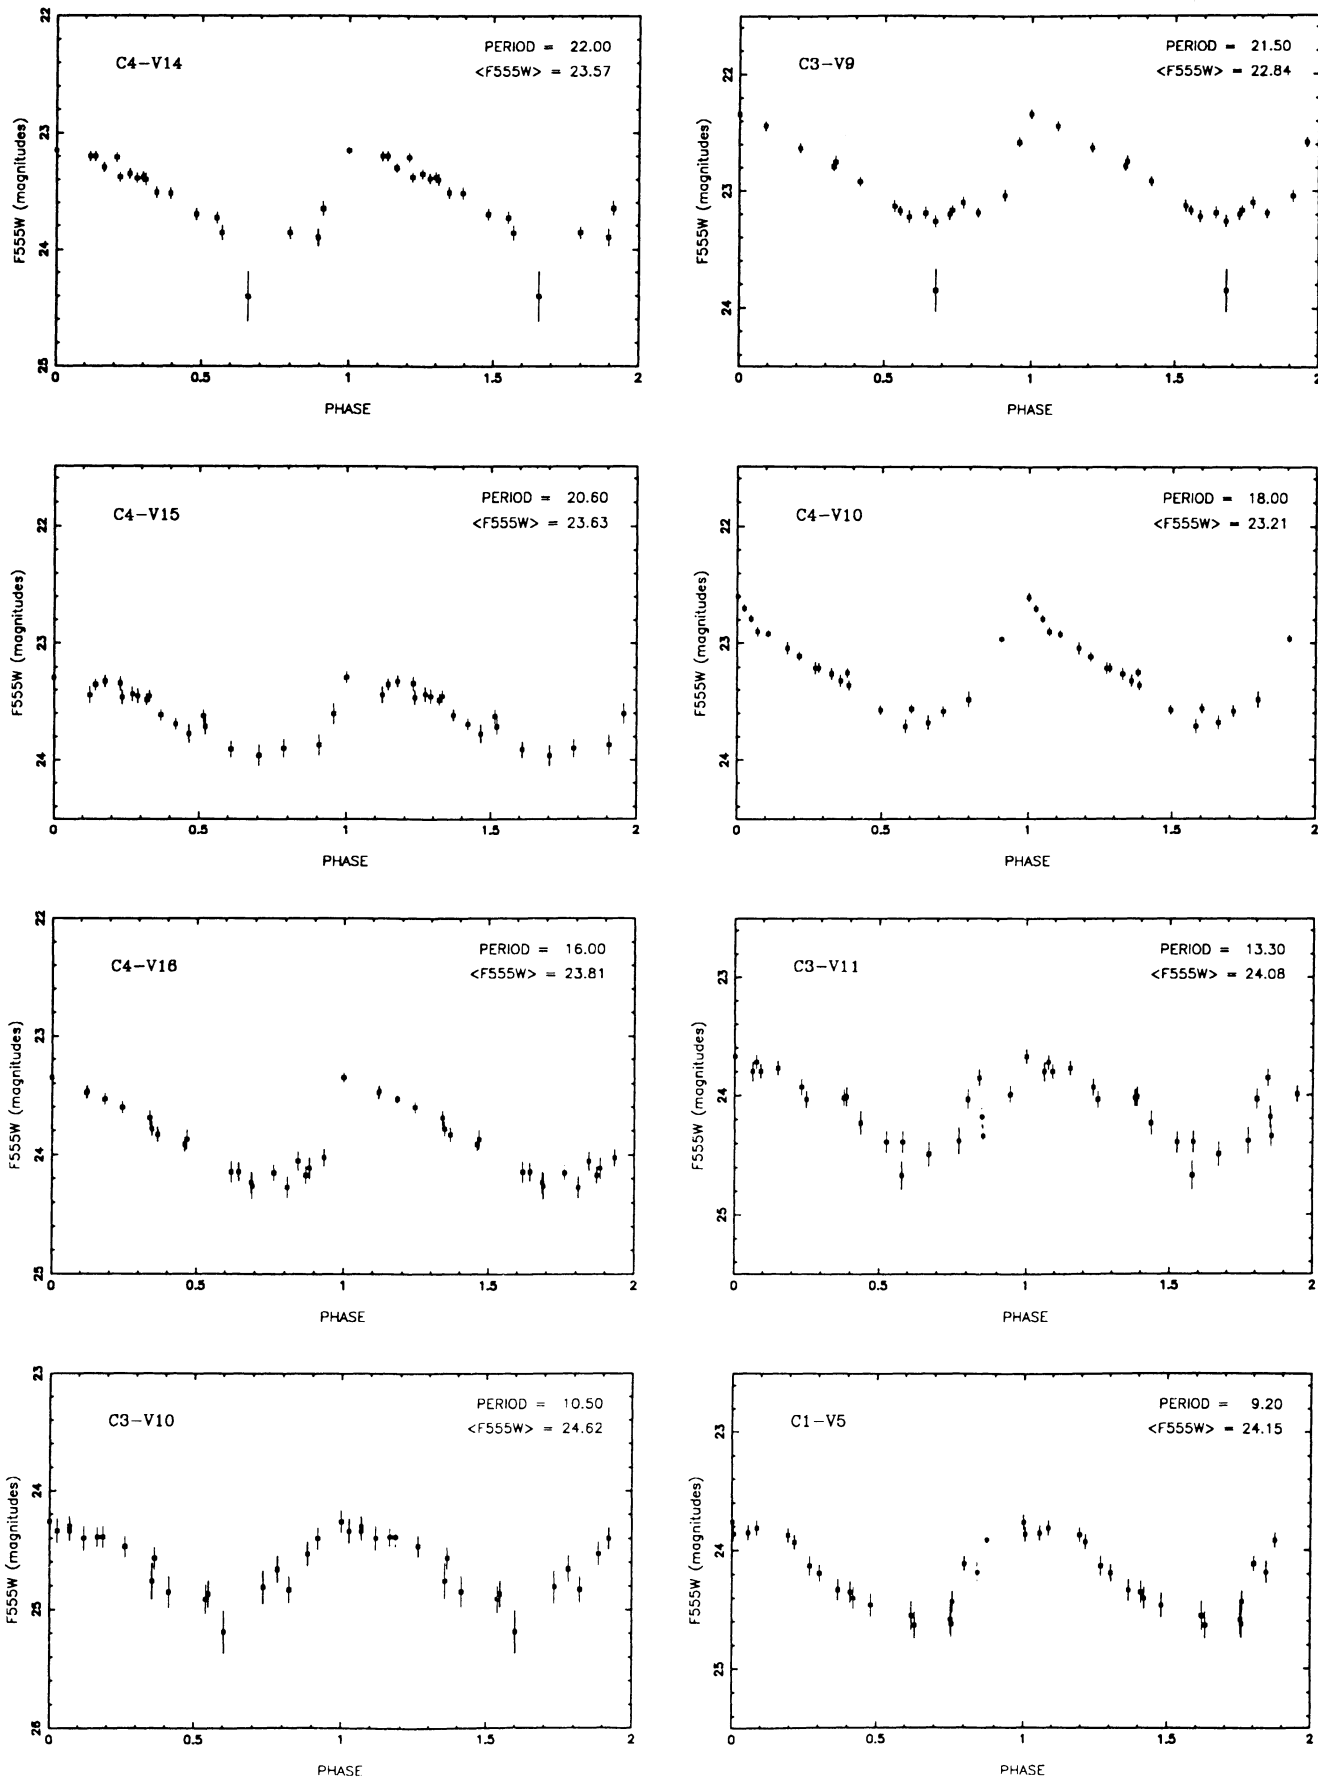 C4-V14
PERIOD = 22.00
<F555W> = 23.57
F555W (magnitudes)
22
23
24
25
0 0.5 1 1.5 2
PHASE
C3-V9
PERIOD = 21.50
<F555W> = 22.84
F555W (magnitudes)
22
23
24
0 0.5 1 1.5 2
PHASE
C4-V15
PERIOD = 20.60
<F555W> = 23.63
F555W (magnitudes)
22
23
24
0 0.5 1 1.5 2
PHASE
C4-V10
PERIOD = 18.00
<F555W> = 23.21
F555W (magnitudes)
22
23
24
0 0.5 1 1.5 2
PHASE
C4-V16
PERIOD = 16.00
<F555W> = 23.81
F555W (magnitudes)
22
23
24
25
0 0.5 1 1.5 2
PHASE
C3-V11
PERIOD = 13.30
<F555W> = 24.08
F555W (magnitudes)
23
24
25
0 0.5 1 1.5 2
PHASE
C3-V10
PERIOD = 10.50
<F555W> = 24.62
F555W (magnitudes)
23
24
25
26
0 0.5 1 1.5 2
PHASE
C1-V5
PERIOD = 9.20
<F555W> = 24.15
F555W (magnitudes)
23
24
25
0 0.5 1 1.5 2
PHASE